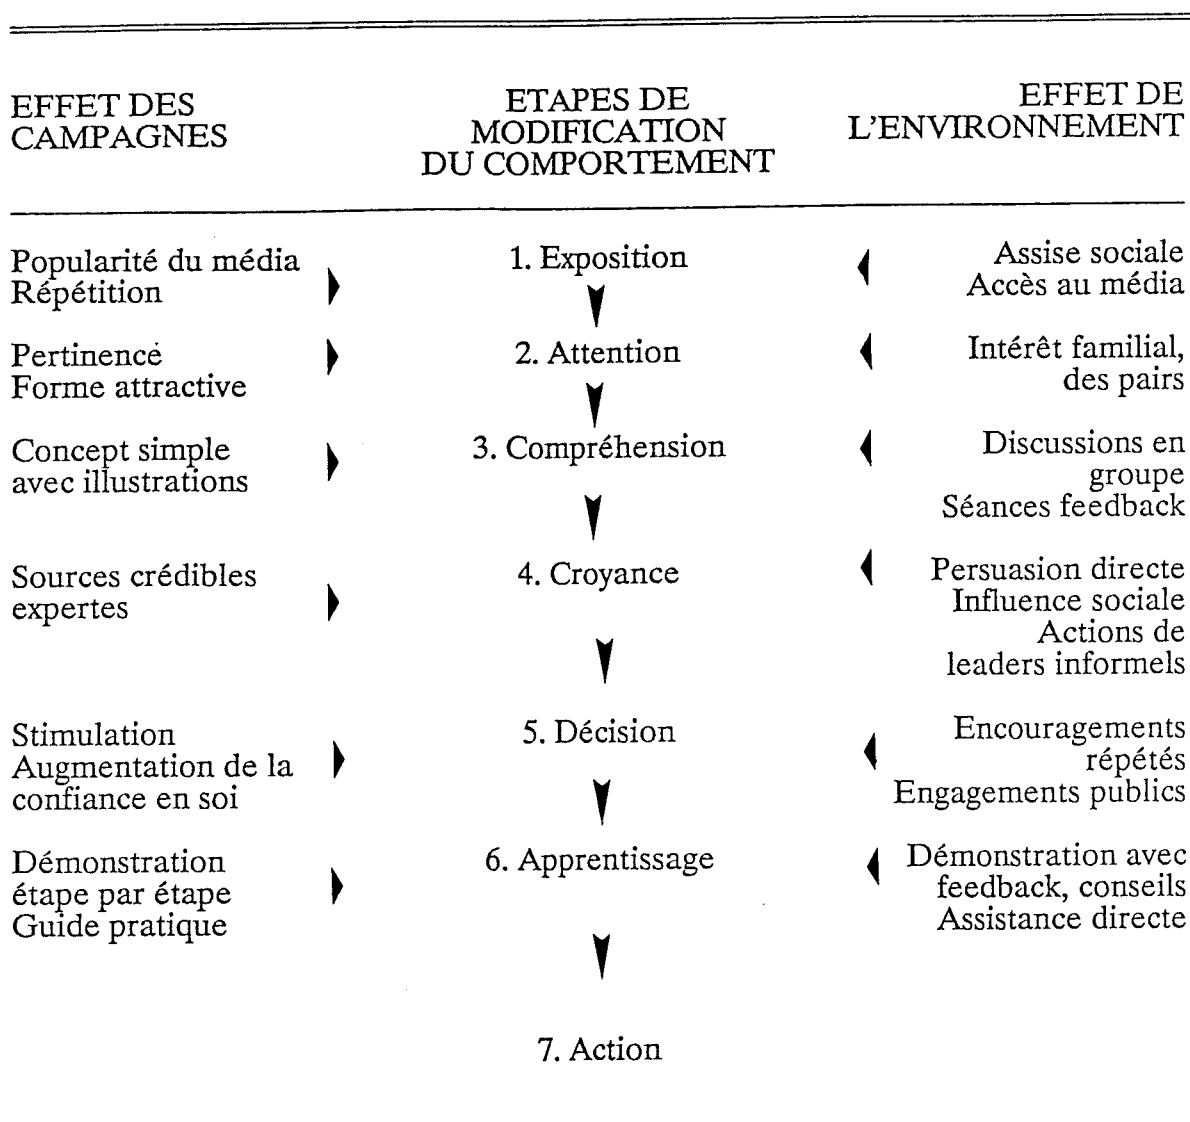 EFFET DES
CAMPAGNES
ETAPES DE
MODIFICATION
DU COMPORTEMENT
EFFET DE
L'ENVIRONNEMENT
Popularité du média
Répétition
1. Exposition
Assise sociale
Accès au média
Pertinence
Forme attractive
2. Attention
Intérêt familial,
des pairs
Concept simple
avec illustrations
3. Compréhension
Discussions en
groupe
Séances feedback
Sources crédibles
expertes
4. Croyance
Persuasion directe
Influence sociale
Actions de
leaders informels
Stimulation
Augmentation de la
confiance en soi
5. Décision
Encouragements
répétés
Engagements publics
Démonstration
étape par étape
Guide pratique
6. Apprentissage
Démonstration avec
feedback, conseils
Assistance directe
7. Action